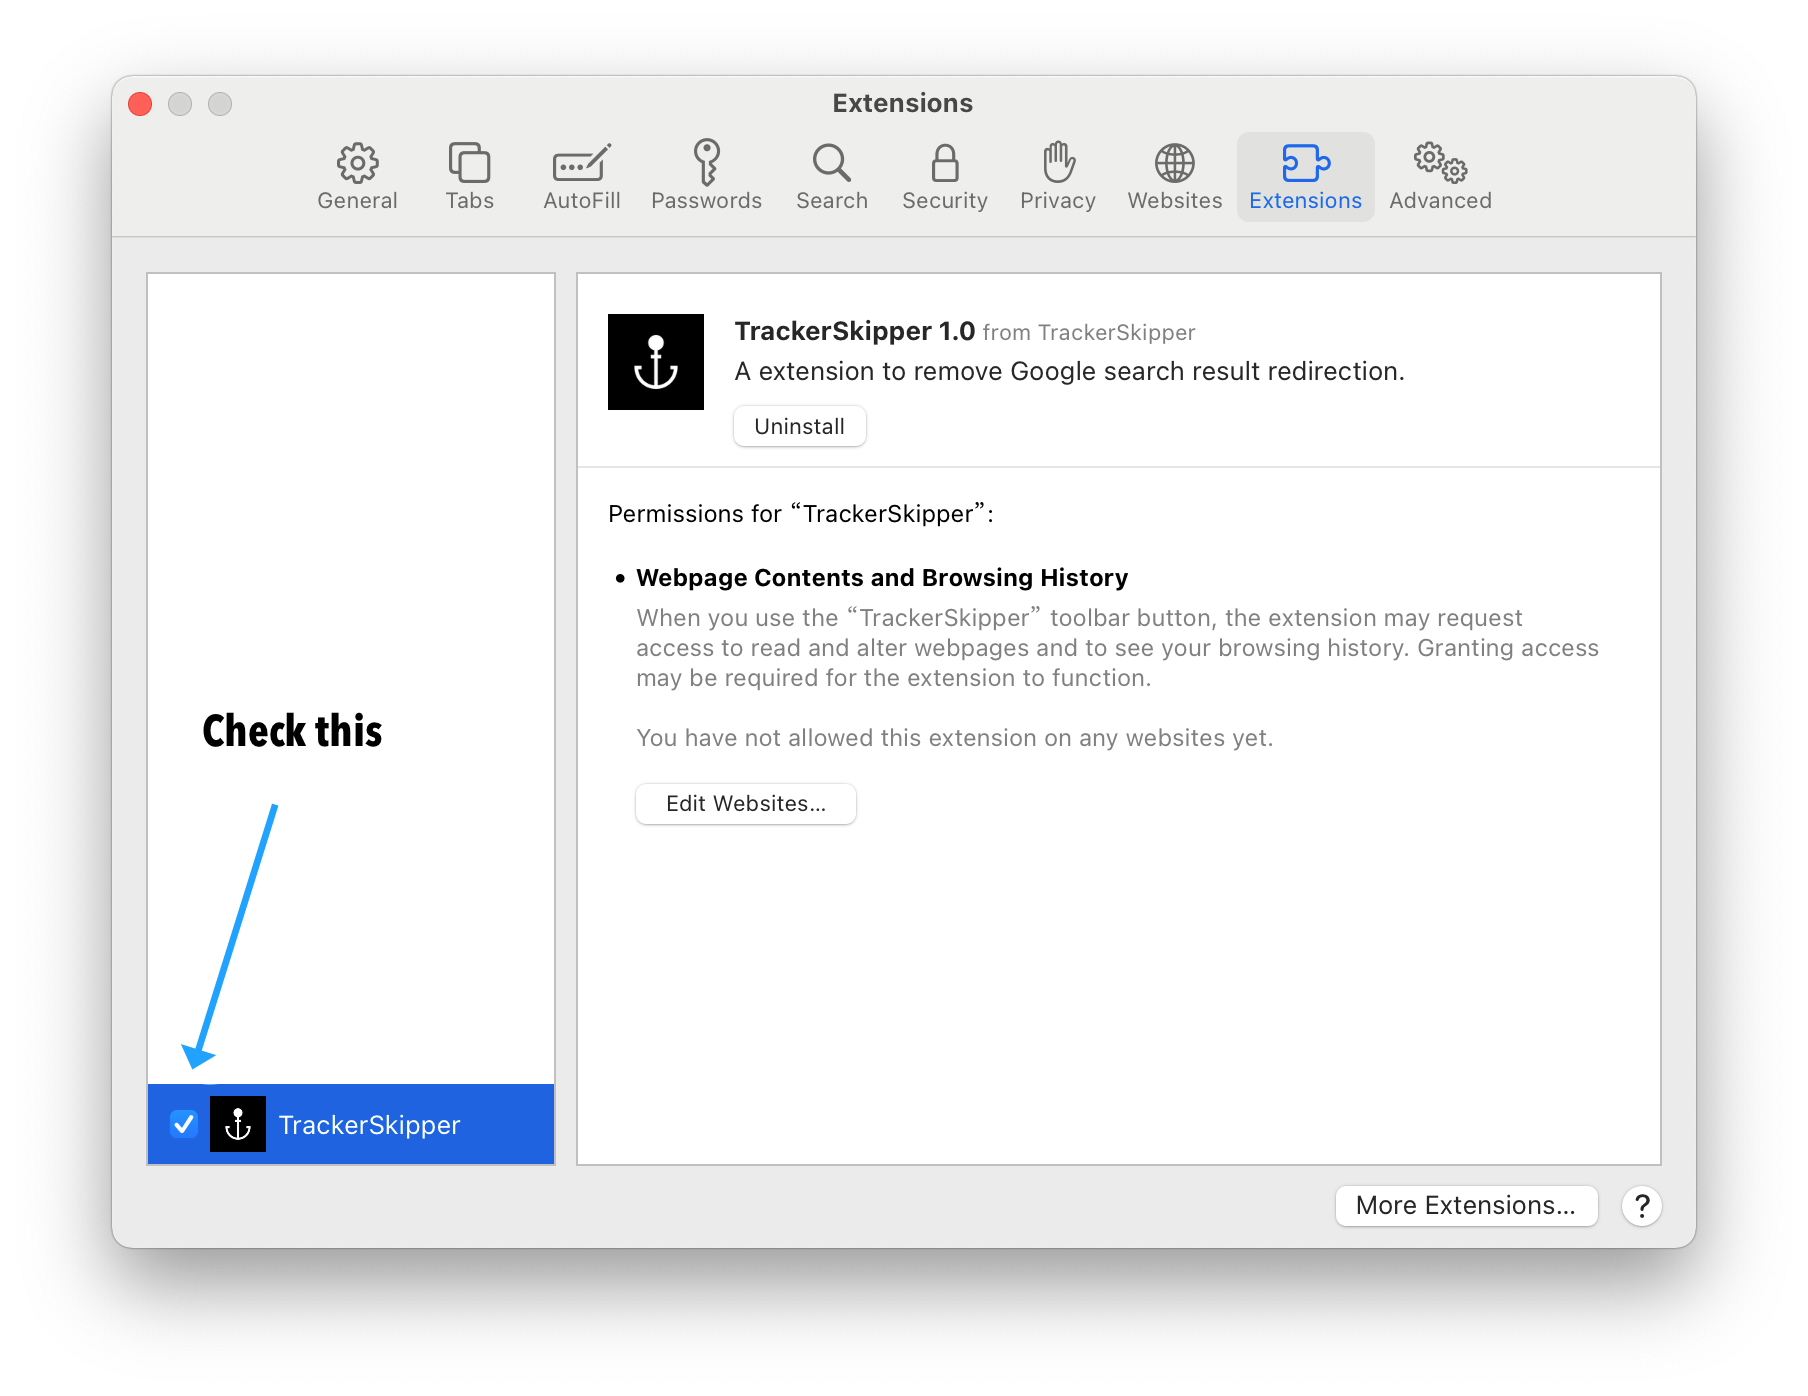 Extensions
General
Tabs
AutoFill
Passwords
Search
Security
Privacy
Websites
Extensions
Advanced
TrackerSkipper 1.0 from TrackerSkipper
A extension to remove Google search result redirection.
Uninstall
Permissions for “TrackerSkipper”:
• Webpage Contents and Browsing History
When you use the “TrackerSkipper” toolbar button, the extension may request
access to read and alter webpages and to see your browsing history. Granting access
may be required for the extension to function.
You have not allowed this extension on any websites yet.
Edit Websites...
Check this
TrackerSkipper
More Extensions...
?